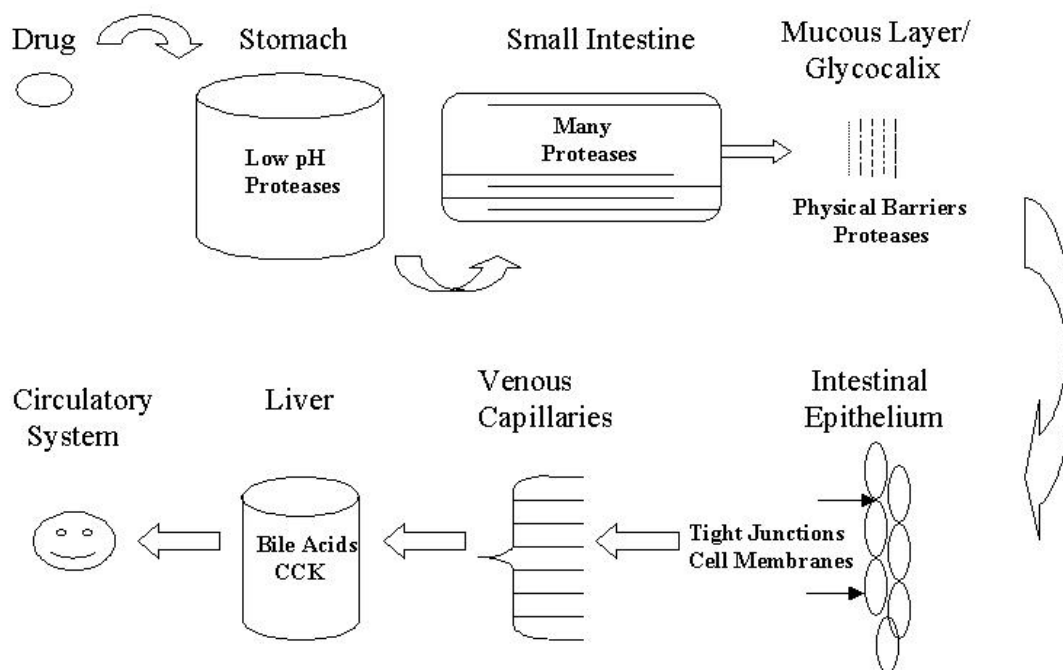 Drug
Stomach
Small Intestine
Mucous Layer/
Glycocalix
Low pH
Proteases
Many
Proteases
Physical Barriers
Proteases
Circulatory
System
Liver
Venous
Capillaries
Intestinal
Epithelium
Bile Acids
CCK
Tight Junctions
Cell Membranes